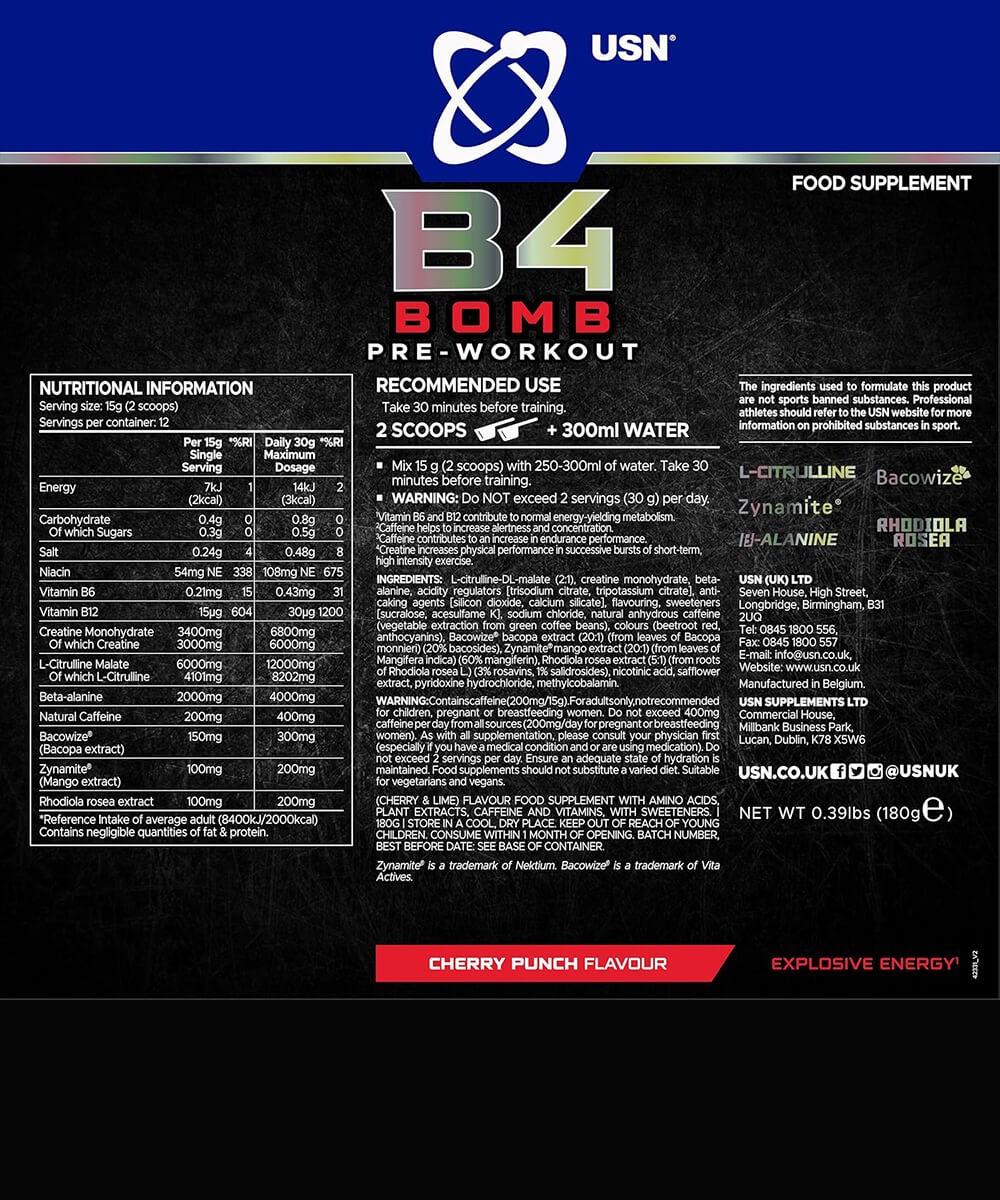 USN®
FOOD SUPPLEMENT
B4
BOMB
PRE-WORKOUT
NUTRITIONAL INFORMATION
Serving size: 15g (2 scoops)
Servings per container: 12
Per 15g Single Serving *%RI Daily 30g Maximum Dosage *%RI
Energy 7kJ (2kcal) 1 14kJ (3kcal) 2
Carbohydrate 0.4g 0 0.8g 0
Of which Sugars 0.3g 0 0.5g 0
Salt 0.24g 4 0.48g 8
Niacin 54mg NE 338 108mg NE 675
Vitamin B6 0.21mg 15 0.43mg 31
Vitamin B12 15µg 604 30µg 1200
Creatine Monohydrate 3400mg 6800mg
Of which Creatine 3000mg 6000mg
L-Citrulline Malate 6000mg 12000mg
Of which L-Citrulline 4101mg 8202mg
Beta-alanine 2000mg 4000mg
Natural Caffeine 200mg 400mg
Bacowize® (Bacopa extract) 150mg 300mg
Zynamite® (Mango extract) 100mg 200mg
Rhodiola rosea extract 100mg 200mg
*Reference Intake of average adult (8400kJ/2000kcal)
Contains negligible quantities of fat & protein.
RECOMMENDED USE
Take 30 minutes before training.
2 SCOOPS + 300ml WATER
▪ Mix 15 g (2 scoops) with 250-300ml of water. Take 30
minutes before training.
▪ WARNING: Do NOT exceed 2 servings (30 g) per day.
¹Vitamin B6 and B12 contribute to normal energy-yielding metabolism.
²Caffeine helps to increase alertness and concentration.
³Caffeine contributes to an increase in endurance performance.
⁴Creatine increases physical performance in successive bursts of short-term,
high intensity exercise.
INGREDIENTS: L-citrulline-DL-malate (2:1), creatine monohydrate, beta-
alanine, acidity regulators [trisodium citrate, tripotassium citrate], anti-
caking agents [silicon dioxide, calcium silicate], flavouring, sweeteners
[sucralose, acesulfame K], sodium chloride, natural anhydrous caffeine
(vegetable extraction from green coffee beans), colours (beetroot red,
anthocyanins), Bacowize® bacopa extract (20:1) (from leaves of Bacopa
monnieri) (20% bacosides), Zynamite® mango extract (20:1) (from leaves of
Mangifera indica) (60% mangiferin), Rhodiola rosea extract (5:1) (from roots
of Rhodiola rosea L.) (3% rosavins, 1% salidrosides), nicotinic acid, safflower
extract, pyridoxine hydrochloride, methylcobalamin.
WARNING: Contains caffeine (200mg/15g). For adults only, not recommended
for children, pregnant or breastfeeding women. Do not exceed 400mg
caffeine per day from all sources (200mg/day for pregnant or breastfeeding
women). As with all supplementation, please consult your physician first
(especially if you have a medical condition and or are using medication). Do
not exceed 2 servings per day. Ensure an adequate state of hydration is
maintained. Food supplements should not substitute a varied diet. Suitable
for vegetarians and vegans.
(CHERRY & LIME) FLAVOUR FOOD SUPPLEMENT WITH AMINO ACIDS,
PLANT EXTRACTS, CAFFEINE AND VITAMINS, WITH SWEETENERS. |
180G | STORE IN A COOL, DRY PLACE. KEEP OUT OF REACH OF YOUNG
CHILDREN. CONSUME WITHIN 1 MONTH OF OPENING. BATCH NUMBER,
BEST BEFORE DATE: SEE BASE OF CONTAINER.
Zynamite® is a trademark of Nektium. Bacowize® is a trademark of Vita
Actives.
The ingredients used to formulate this product
are not sports banned substances. Professional
athletes should refer to the USN website for more
information on prohibited substances in sport.
L-CITRULLINE
Bacowize
Zynamite®
RHODIOLA
ROSEA
β-ALANINE
USN (UK) LTD
Seven House, High Street,
Longbridge, Birmingham, B31
2UQ
Tel: 0845 1800 556,
Fax: 0845 1800 557
E-mail: info@usn.co.uk,
Website: www.usn.co.uk
Manufactured in Belgium.
USN SUPPLEMENTS LTD
Commercial House,
Millbank Business Park,
Lucan, Dublin, K78 X5W6
USN.CO.UK @USNUK
NET WT 0.39lbs (180g℮)
CHERRY PUNCH FLAVOUR
EXPLOSIVE ENERGY¹
42331_V2